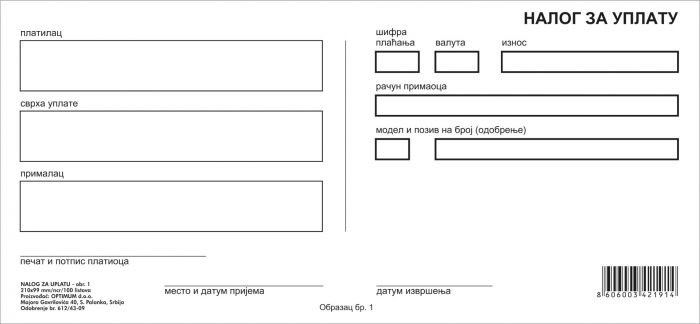 НАЛОГ ЗА УПЛАТУ
платилац
сврха уплате
прималац
шифра
плаћања
валута
износ
рачун примаоца
модел и позив на број (одобрење)
печат и потпис платиоца
место и датум пријема
датум извршења
NALOG ZA UPLATU - obr. 1
210x99 mm/ncr/100 listova
Proizvođač: OPTIMUM d.o.o.
Majora Gavrilovića 40, S. Palanka, Srbija
Odobrenje br. 612/43-09
Образац бр. 1
8 606003 421914